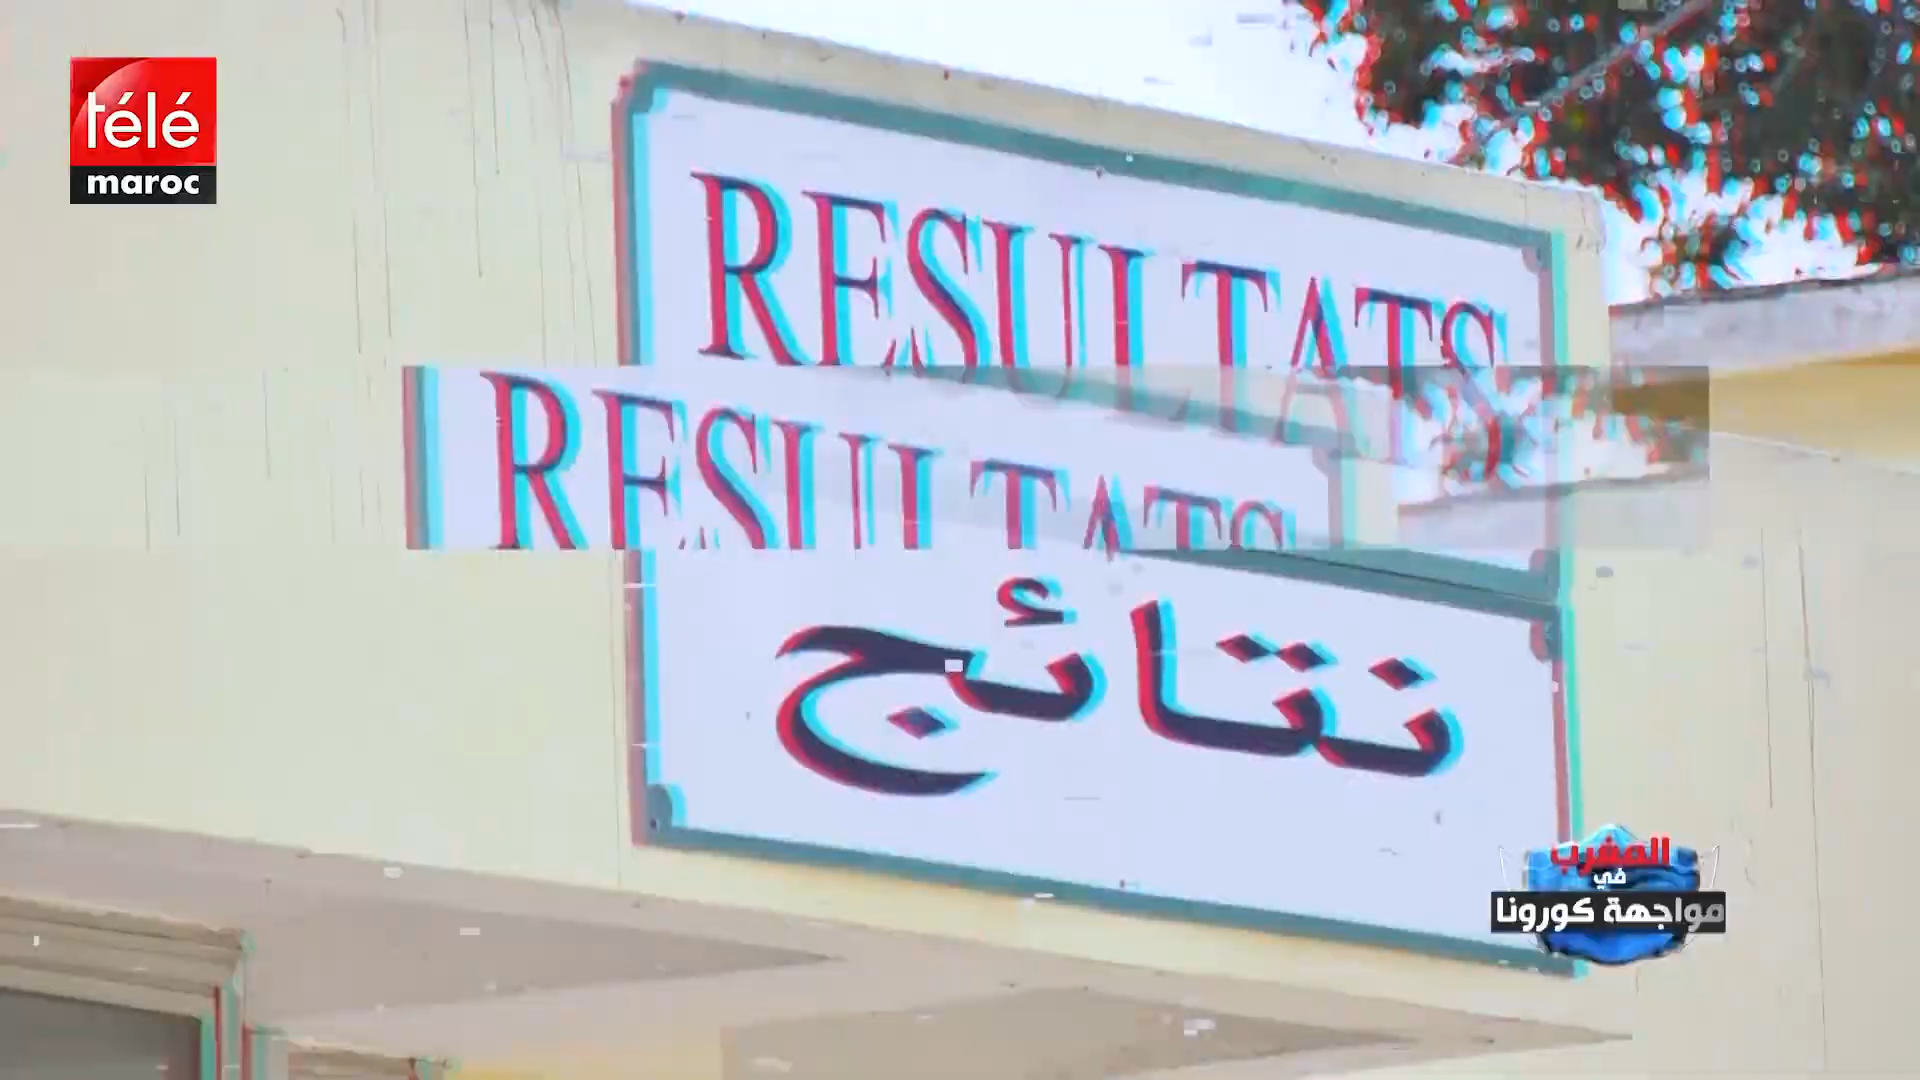 télé
maroc
RESULTATS
RESULTATS
نتائج
المغرب
في
مواجهة كورونا